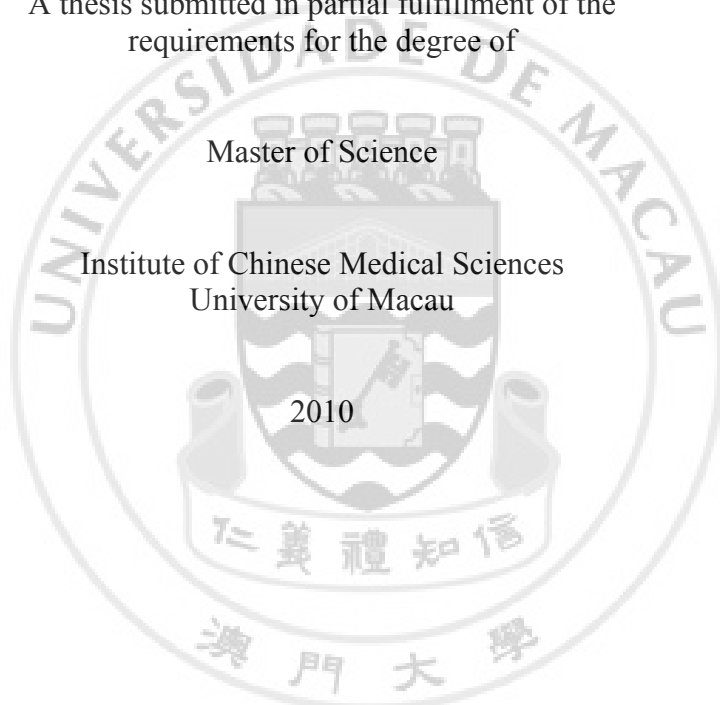 A thesis submitted in partial fulfillment of the
requirements for the degree of
Master of Science
Institute of Chinese Medical Sciences
University of Macau
2010
UNIVERSIDADE DE MACAU
仁義禮知信
澳門大學